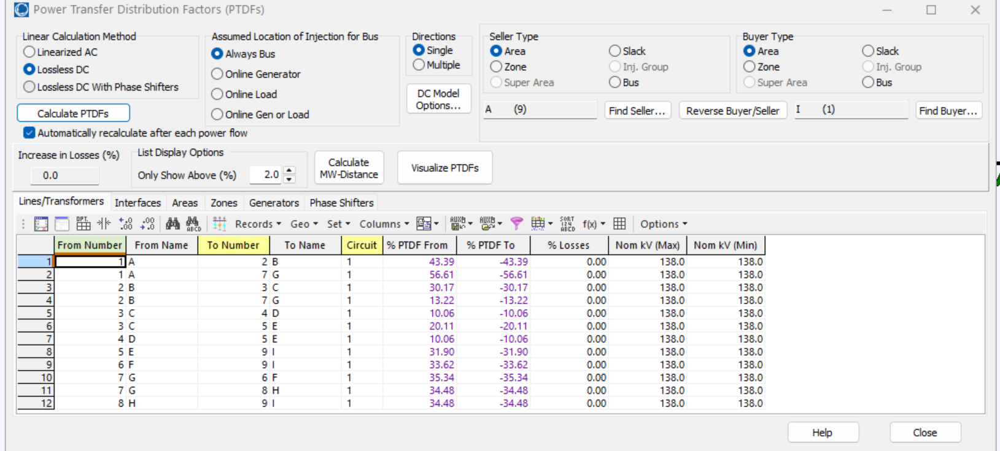 Power Transfer Distribution Factors (PTDFs)
Linear Calculation Method
Linearized AC
Lossless DC
Lossless DC With Phase Shifters
Calculate PTDFs
Automatically recalculate after each power flow
Assumed Location of Injection for Bus
Always Bus
Online Generator
Online Load
Online Gen or Load
Directions
Single
Multiple
DC Model
Options...
Seller Type
Area
Zone
Super Area
Slack
Inj. Group
Bus
Buyer Type
Area
Zone
Super Area
Slack
Inj. Group
Bus
A (9)
Find Seller...
Reverse Buyer/Seller
I (1)
Find Buyer...
Increase in Losses (%)
0.0
List Display Options
Only Show Above (%) 2.0
Calculate
MW-Distance
Visualize PTDFs
Lines/Transformers Interfaces Areas Zones Generators Phase Shifters
Records Geo Set Columns f(x) Options
From Number From Name To Number To Name Circuit % PTDF From % PTDF To % Losses Nom kV (Max) Nom kV (Min)
1 1 A 2 B 1 43.39 -43.39 0.00 138.0 138.0
2 1 A 7 G 1 56.61 -56.61 0.00 138.0 138.0
3 2 B 3 C 1 30.17 -30.17 0.00 138.0 138.0
4 2 B 7 G 1 13.22 -13.22 0.00 138.0 138.0
5 3 C 4 D 1 10.06 -10.06 0.00 138.0 138.0
6 3 C 5 E 1 20.11 -20.11 0.00 138.0 138.0
7 4 D 5 E 1 10.06 -10.06 0.00 138.0 138.0
8 5 E 9 I 1 31.90 -31.90 0.00 138.0 138.0
9 6 F 9 I 1 33.62 -33.62 0.00 138.0 138.0
10 7 G 6 F 1 35.34 -35.34 0.00 138.0 138.0
11 7 G 8 H 1 34.48 -34.48 0.00 138.0 138.0
12 8 H 9 I 1 34.48 -34.48 0.00 138.0 138.0
Help
Close